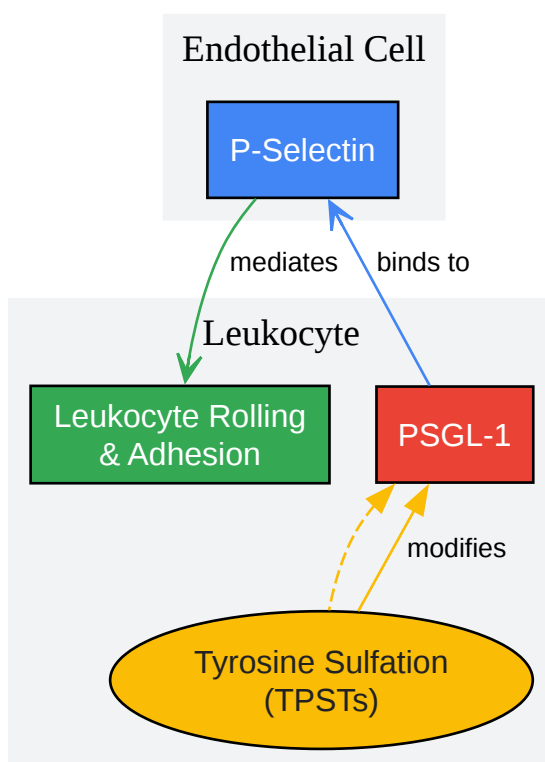 Endothelial Cell
P-Selectin
mediates
binds to
Leukocyte
Leukocyte Rolling
& Adhesion
PSGL-1
modifies
Tyrosine Sulfation
(TPSTs)